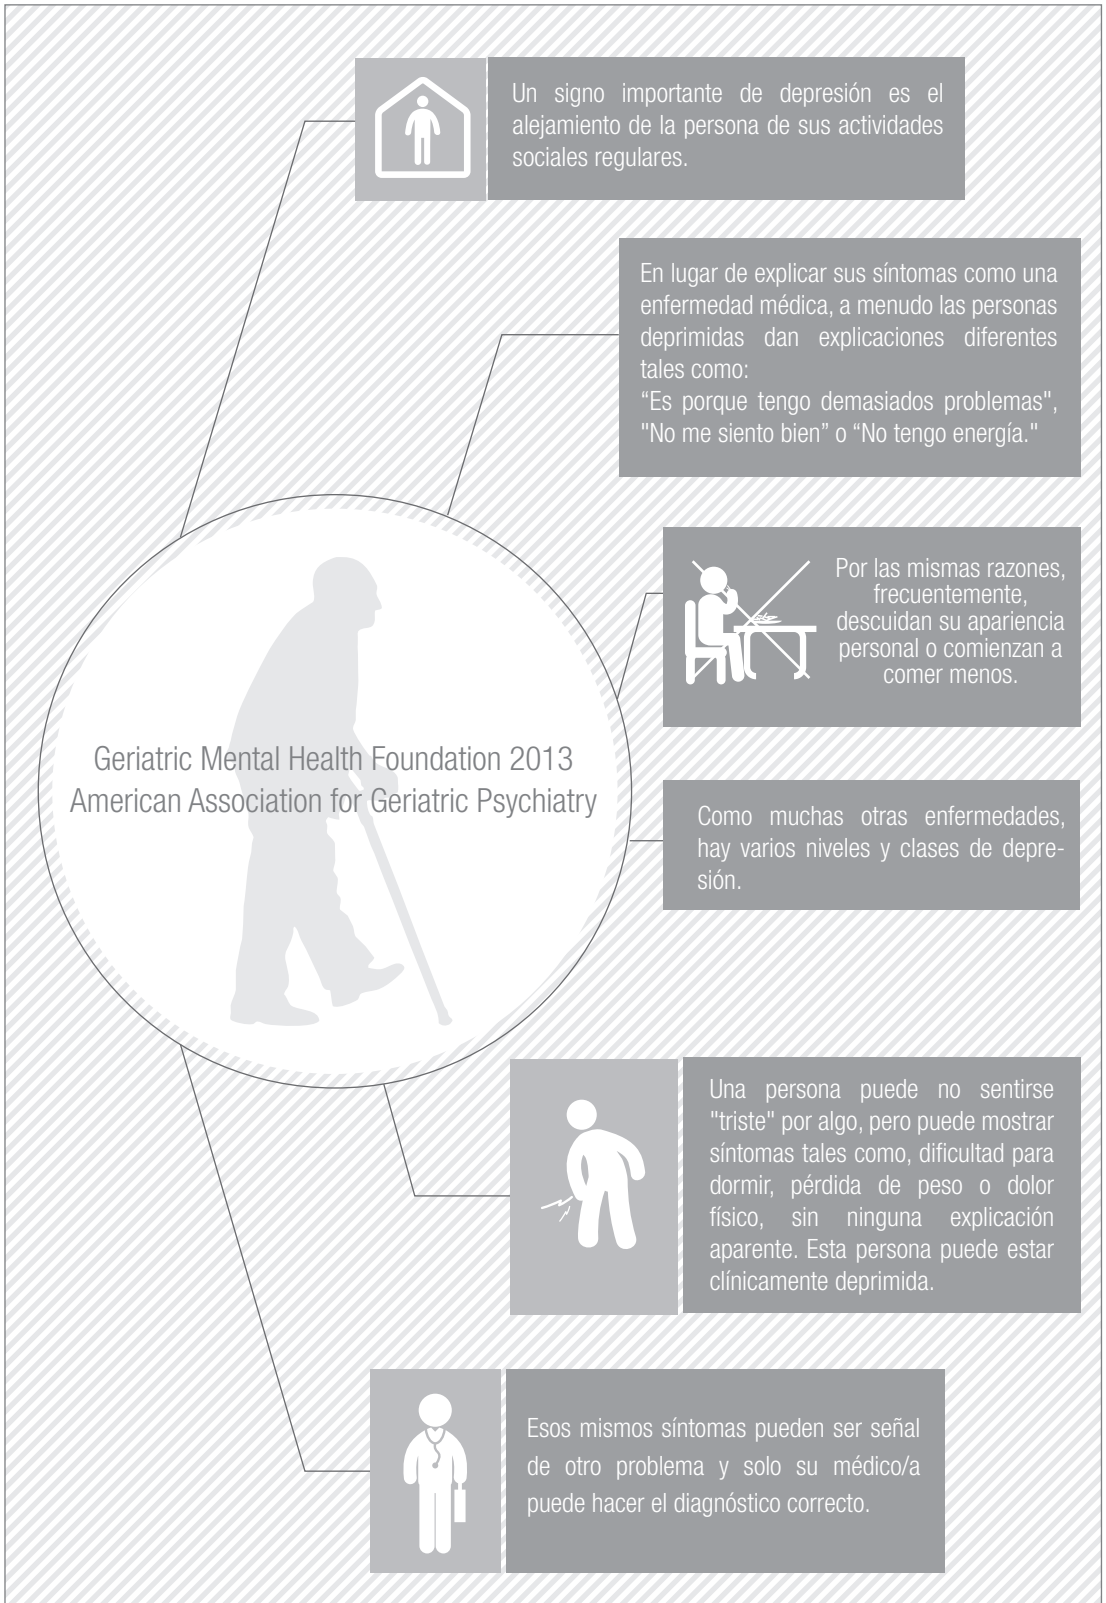 Un signo importante de depresión es el
alejamiento de la persona de sus actividades
sociales regulares.
En lugar de explicar sus síntomas como una
enfermedad médica, a menudo las personas
deprimidas dan explicaciones diferentes
tales como:
“Es porque tengo demasiados problemas",
"No me siento bien” o “No tengo energía."
Por las mismas razones,
frecuentemente,
descuidan su apariencia
personal o comienzan a
comer menos.
Geriatric Mental Health Foundation 2013
American Association for Geriatric Psychiatry
Como muchas otras enfermedades,
hay varios niveles y clases de depre-
sión.
Una persona puede no sentirse
"triste" por algo, pero puede mostrar
síntomas tales como, dificultad para
dormir, pérdida de peso o dolor
físico, sin ninguna explicación
aparente. Esta persona puede estar
clínicamente deprimida.
Esos mismos síntomas pueden ser señal
de otro problema y solo su médico/a
puede hacer el diagnóstico correcto.